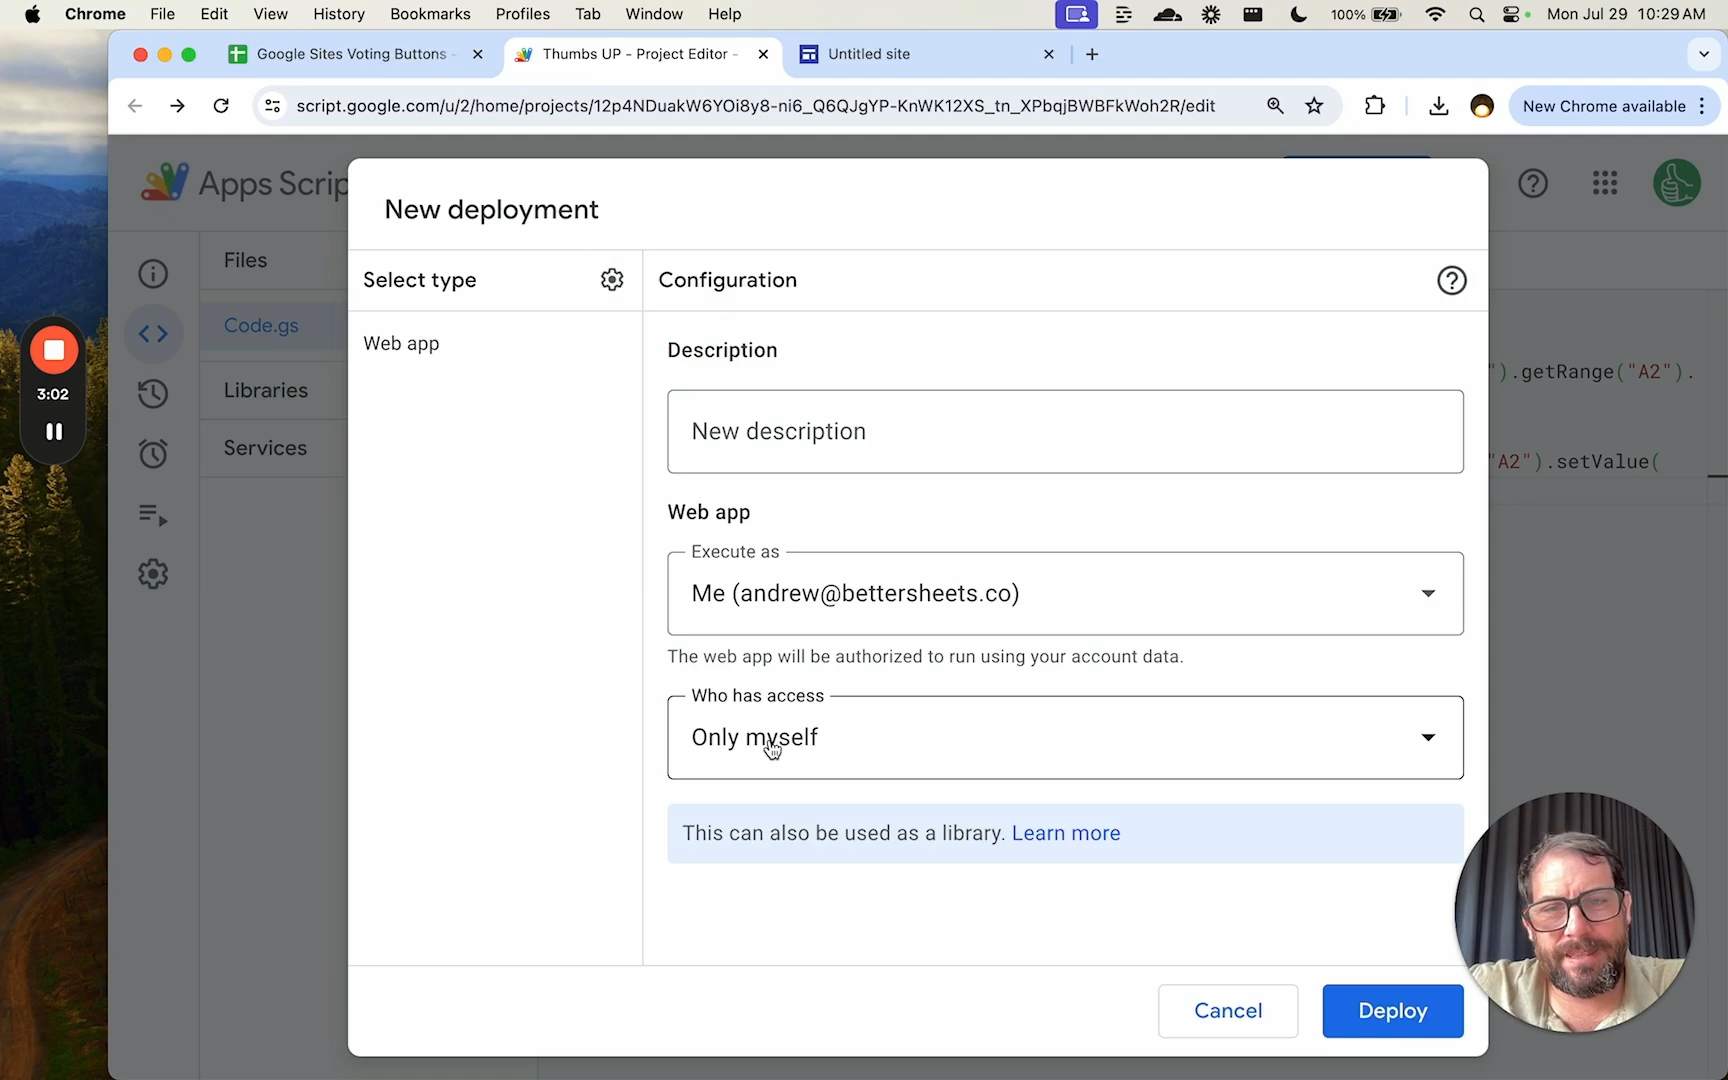 Chrome File Edit View History Bookmarks Profiles Tab Window Help 100% Mon Jul 29 10:29 AM
Google Sites Voting Buttons - Thumbs UP - Project Editor - Untitled site
script.google.com/u/2/home/projects/12p4NDuakW6YOi8y8-ni6_Q6QJgYP-KnWK12XS_tn_XPbqjBWBFkWoh2R/edit New Chrome available
Apps Scrip
New deployment
Files
Select type Configuration
Code.gs
Web app
Description
").getRange("A2").
3:02
Libraries
New description
Services
"A2").setValue(
Web app
Execute as
Me (andrew@bettersheets.co)
The web app will be authorized to run using your account data.
Who has access
Only myself
This can also be used as a library. Learn more
Cancel Deploy